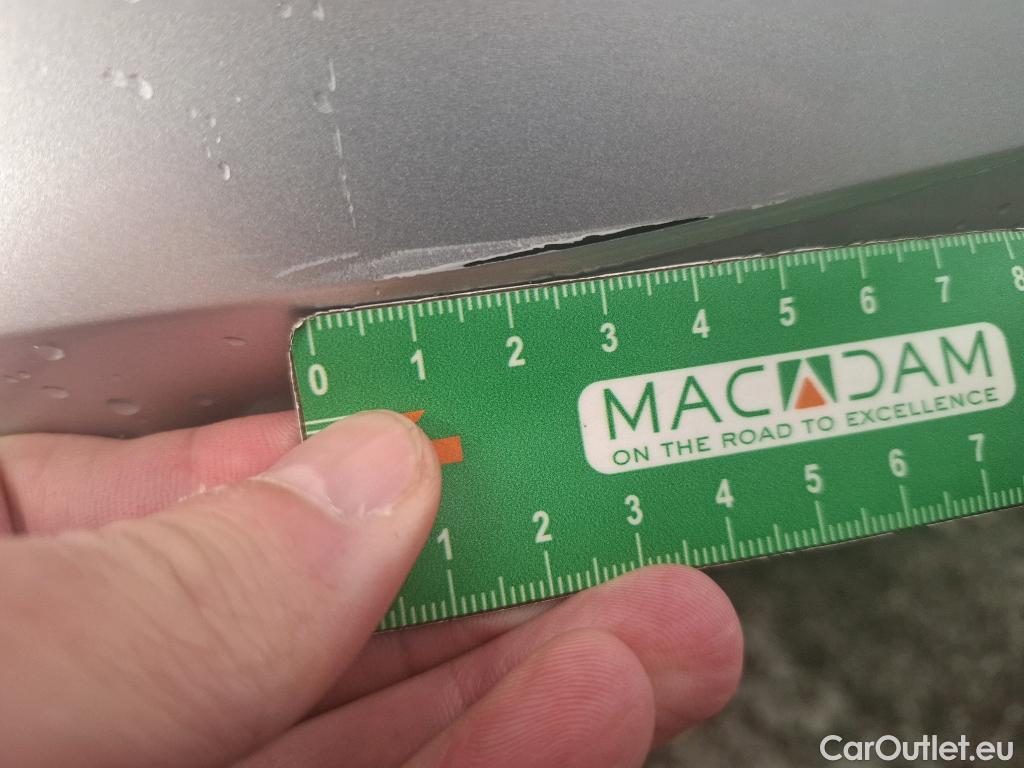 0 1 2 3 4 5 6 7 8
MACADAM
ON THE ROAD TO EXCELLENCE
1 2 3 4 5 6 7
CarOutlet.eu